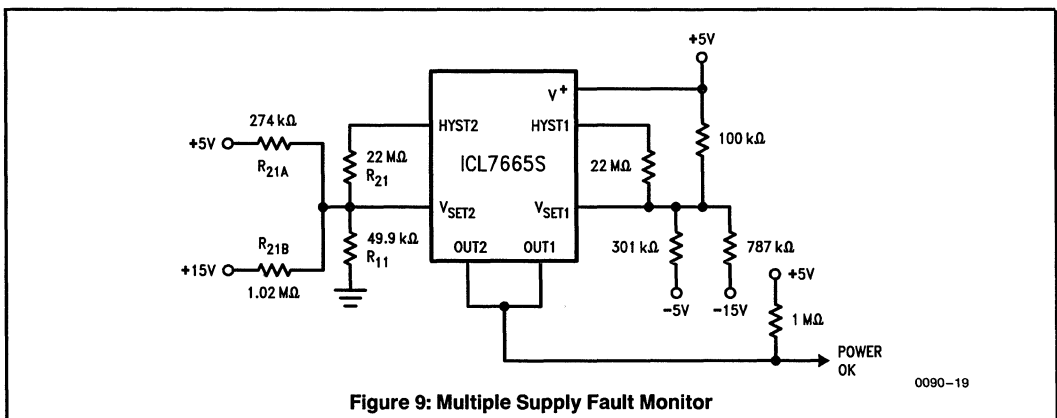 +5V
V+
274 kΩ
HYST2
HYST1
100 kΩ
+5V
22 MΩ
ICL7665S
22 MΩ
R21A
R21
VSET2
VSET1
R21B
49.9 kΩ
OUT2
OUT1
301 kΩ
787 kΩ
+15V
R11
+5V
1.02 MΩ
-5V
-15V
1 MΩ
POWER
OK
0090-19
Figure 9: Multiple Supply Fault Monitor